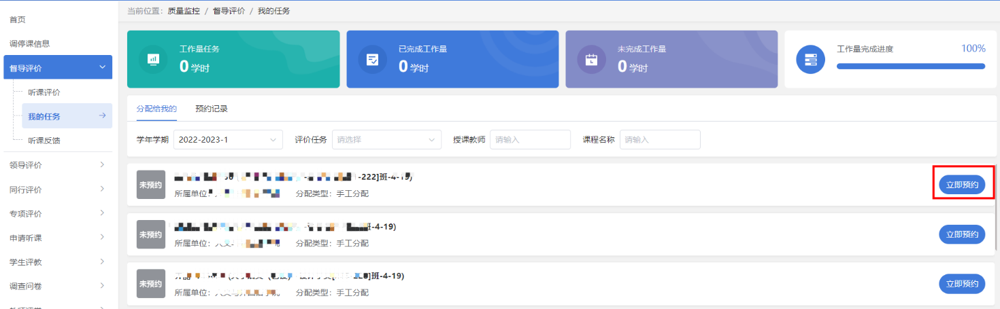 当前位置：质量监控 / 督导评价 / 我的任务
首页
调停课信息
督导评价
听课评价
我的任务
听课反馈
领导评价
同行评价
专项评价
申请听课
学生评教
调查问卷
工作量任务
0 学时
已完成工作量
0 学时
未完成工作量
0 学时
工作量完成进度 100%
分配给我的 预约记录
学年学期 2022-2023-1 评价任务 请选择 授课教师 请输入 课程名称 请输入
未预约 -222]班-4-19) 立即预约
所属单位： 分配类型：手工分配
未预约 班-4-19) 立即预约
所属单位： 分配类型：手工分配
未预约 ]班-4-19) 立即预约
所属单位： 分配类型：手工分配